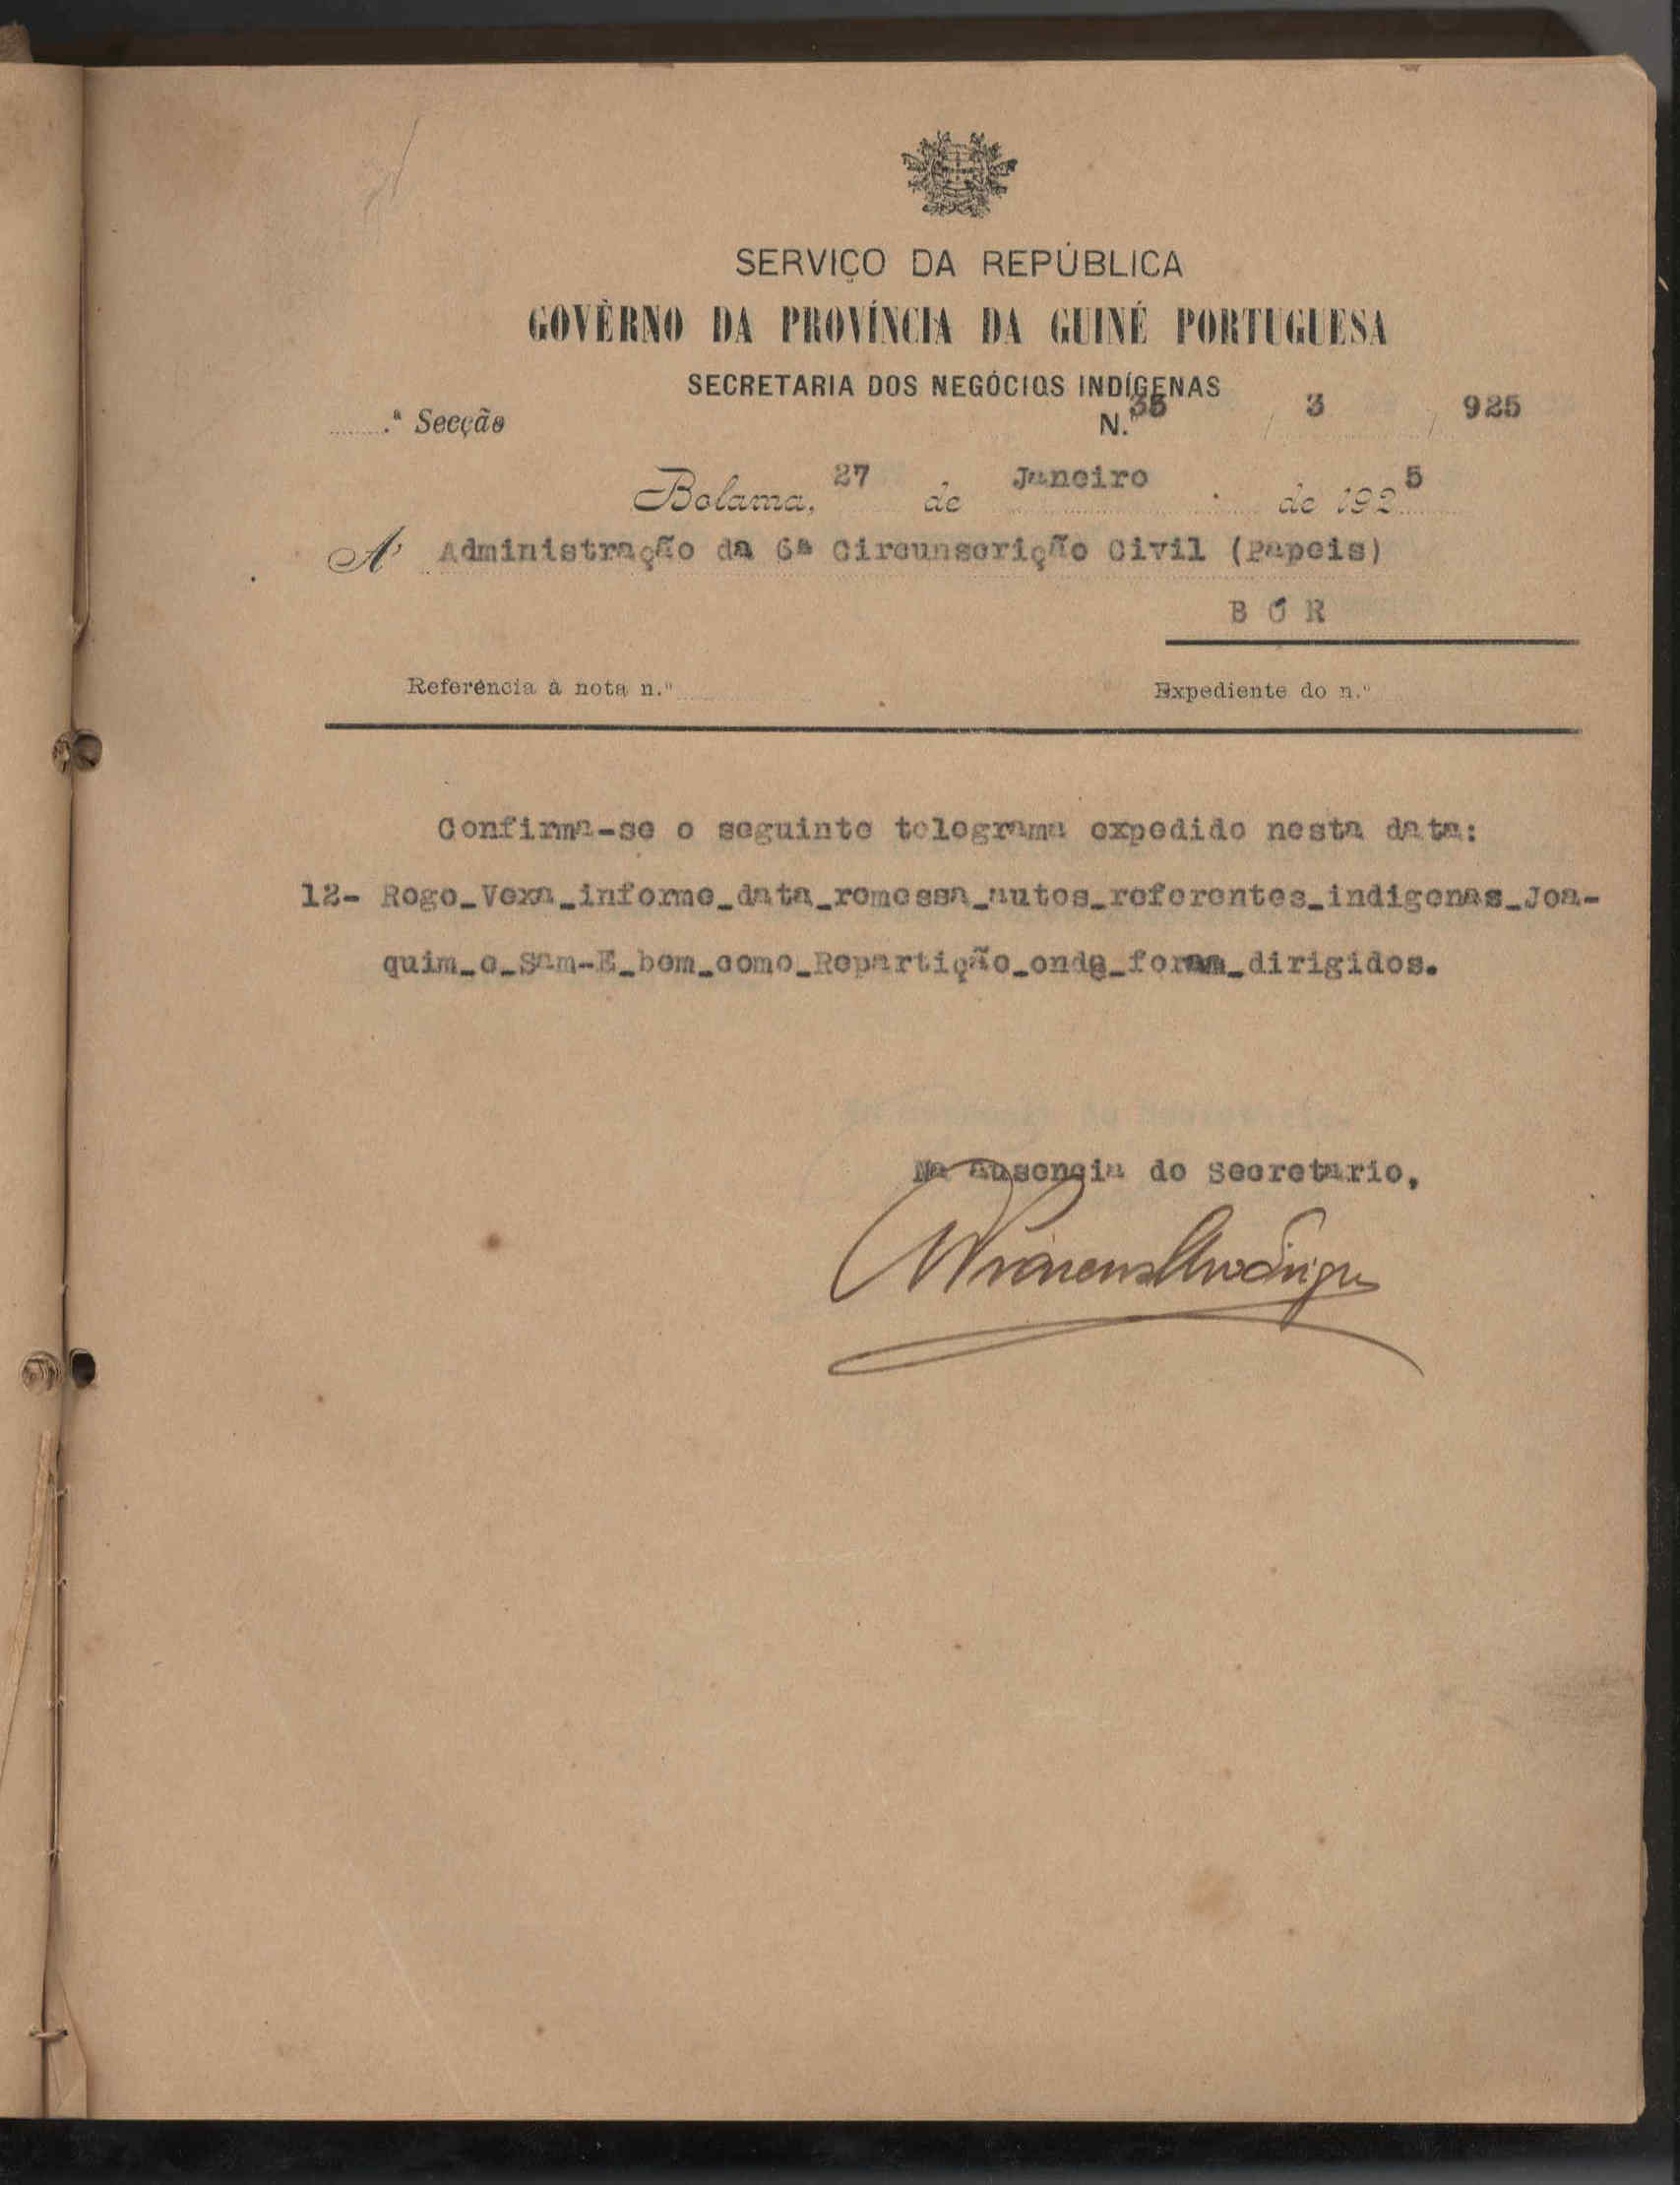 SERVIÇO DA REPÚBLICA
GOVÊRNO DA PROVÍNCIA DA GUINÉ PORTUGUESA
SECRETARIA DOS NEGÓCIOS INDÍGENAS
.ª Secção N.º 35 / 3 / 925
Bolama, 27 de Janeiro de 1925
A' Administração da 6ª Circunscrição Civil (Papeis)
B Ó R
Referência à nota n.º Expediente do n.º
Confirma-se o seguinte telegrama expedido nesta data:
12- Rogo_Vexa_informe_data_remessa_autos_referentes_indigenas_Joa-
quim_e_Sam-E_bem_como_Repartição_onde_foram_dirigidos.
Na ausencia do Secretario,